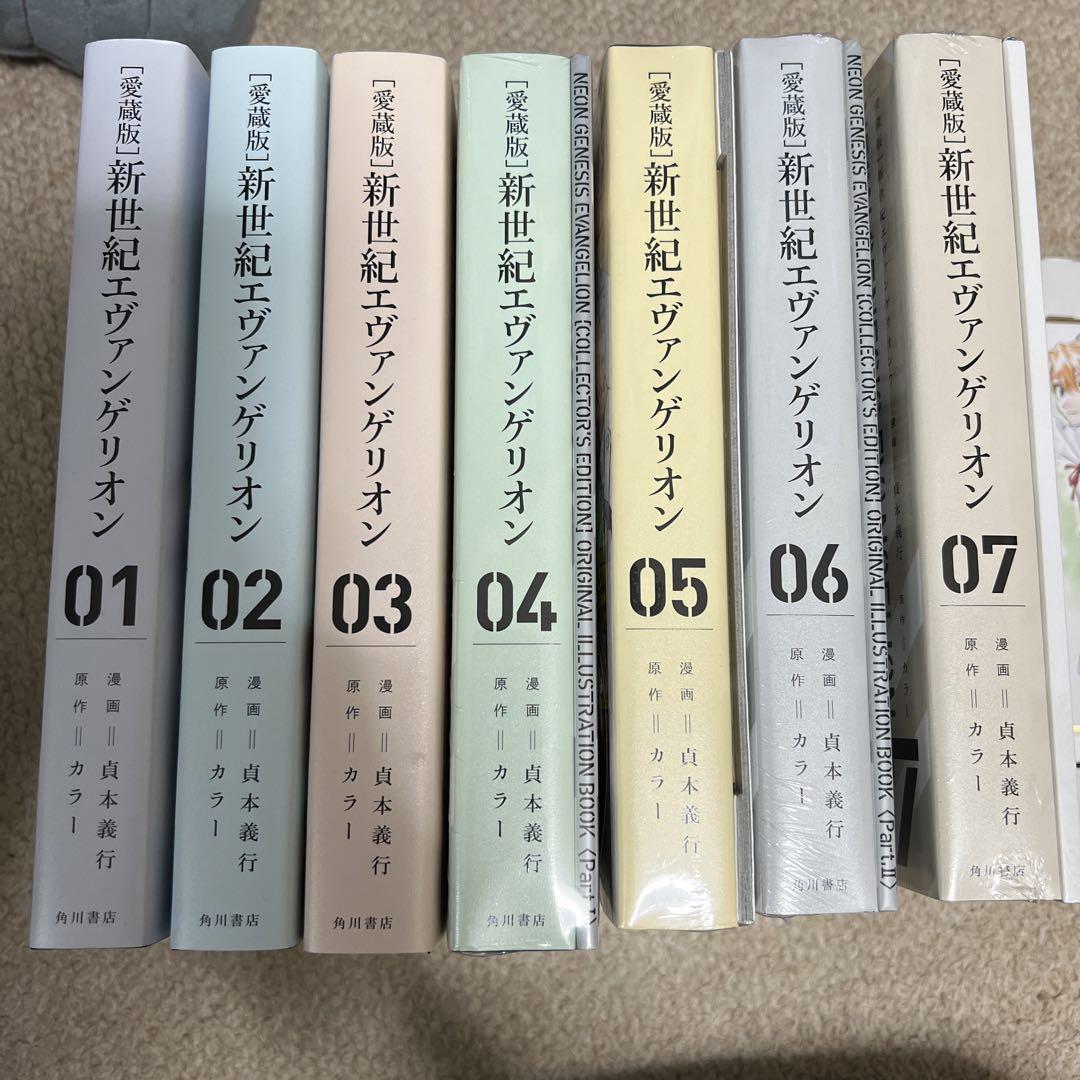 [愛蔵版]新世紀エヴァンゲリオン
01
漫画=貞本義行
原作=カラー
角川書店
[愛蔵版]新世紀エヴァンゲリオン
02
漫画=貞本義行
原作=カラー
角川書店
[愛蔵版]新世紀エヴァンゲリオン
03
漫画=貞本義行
原作=カラー
角川書店
[愛蔵版]新世紀エヴァンゲリオン
04
漫画=貞本義行
原作=カラー
NEON GENESIS EVANGELION [COLLECTOR'S EDITION] ORIGINAL ILLUSTRATION BOOK 〈Part.I〉
[愛蔵版]新世紀エヴァンゲリオン
05
漫画=貞本義行
原作=カラー
角川書店
[愛蔵版]新世紀エヴァンゲリオン
06
漫画=貞本義行
原作=カラー
角川書店
NEON GENESIS EVANGELION [COLLECTOR'S EDITION] ORIGINAL ILLUSTRATION BOOK 〈Part.II〉
[愛蔵版]新世紀エヴァンゲリオン
07
漫画=貞本義行
原作=カラー
角川書店